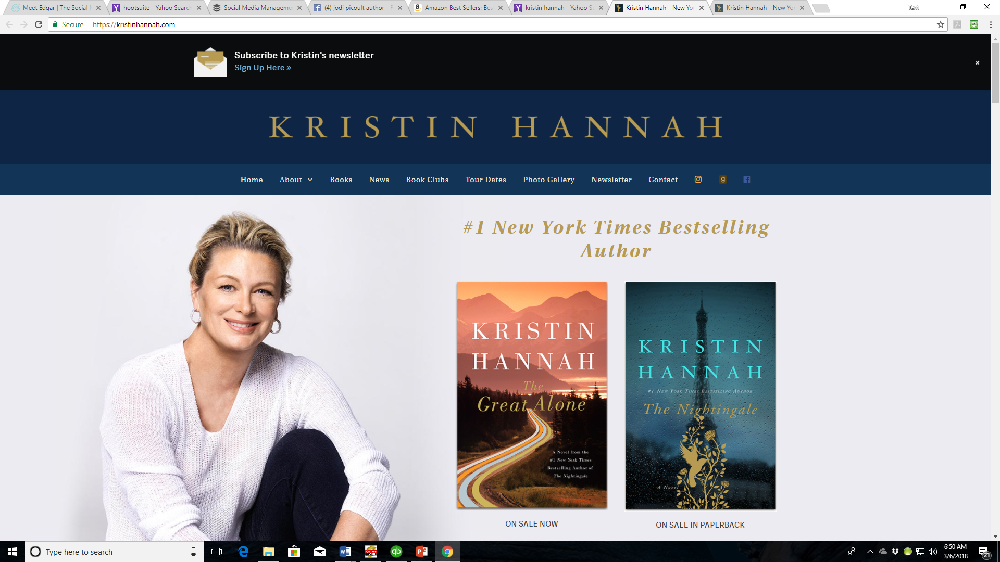 Meet Edgar | The Social
hootsuite - Yahoo Search
Social Media Manageme
(4) jodi picoult author - F
Amazon Best Sellers: Bes
kristin hannah - Yahoo Se
Kristin Hannah - New Yor
Kristin Hannah - New Yor
Terri
Secure
https://kristinhannah.com
Subscribe to Kristin's newsletter
Sign Up Here »
KRISTIN HANNAH
Home About Books News Book Clubs Tour Dates Photo Gallery Newsletter Contact
#1 New York Times Bestselling
Author
KRISTIN
HANNAH
The
Great Alone
A Novel from the
#1 New York Times
Bestselling Author of
The Nightingale
ON SALE NOW
KRISTIN
HANNAH
#1 New York Times Bestselling Author
The Nightingale
A Novel
ON SALE IN PAPERBACK
Type here to search
6:50 AM
3/6/2018
21